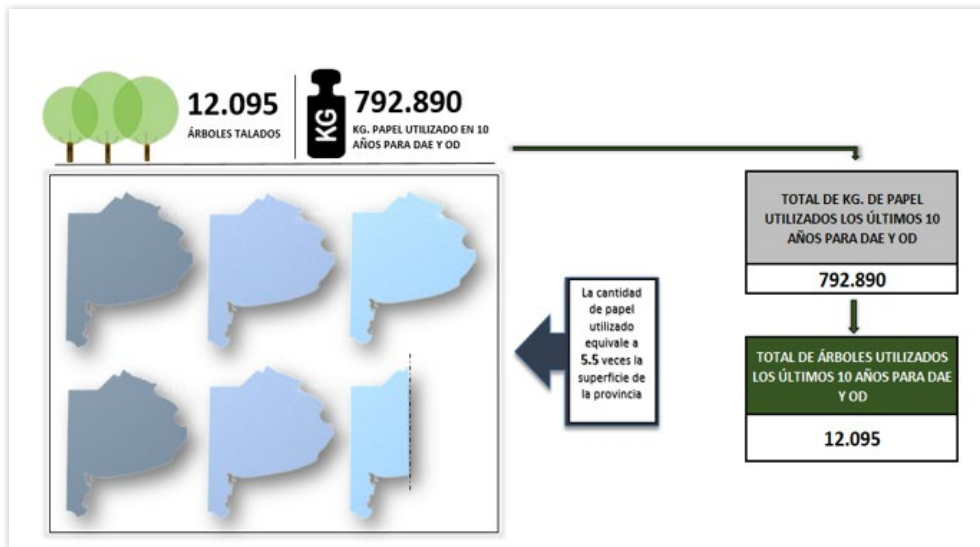 12.095
ÁRBOLES TALADOS
KG
792.890
KG. PAPEL UTILIZADO EN 10
AÑOS PARA DAE Y OD
TOTAL DE KG. DE PAPEL
UTILIZADOS LOS ÚLTIMOS 10
AÑOS PARA DAE Y OD
792.890
La cantidad
de papel
utilizado
equivale a
5.5 veces la
superficie de
la provincia
TOTAL DE ÁRBOLES UTILIZADOS
LOS ÚLTIMOS 10 AÑOS PARA DAE
Y OD
12.095